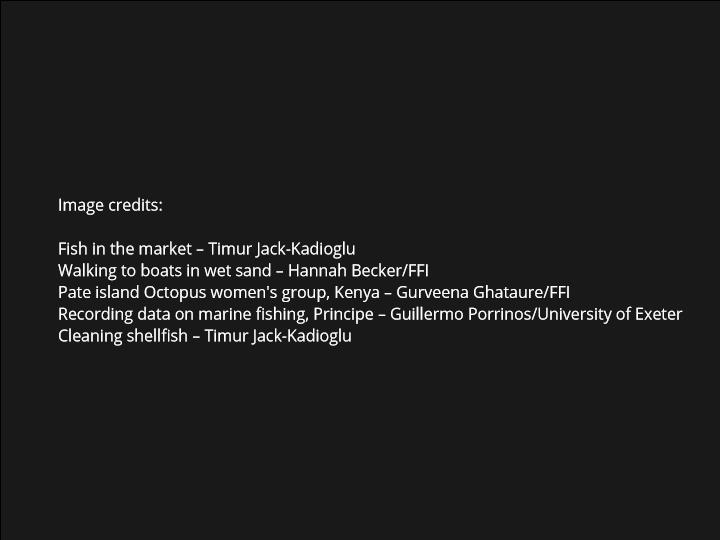 Image credits:
Fish in the market – Timur Jack-Kadioglu
Walking to boats in wet sand – Hannah Becker/FFI
Pate island Octopus women's group, Kenya – Gurveena Ghataure/FFI
Recording data on marine fishing, Principe – Guillermo Porrinos/University of Exeter
Cleaning shellfish – Timur Jack-Kadioglu